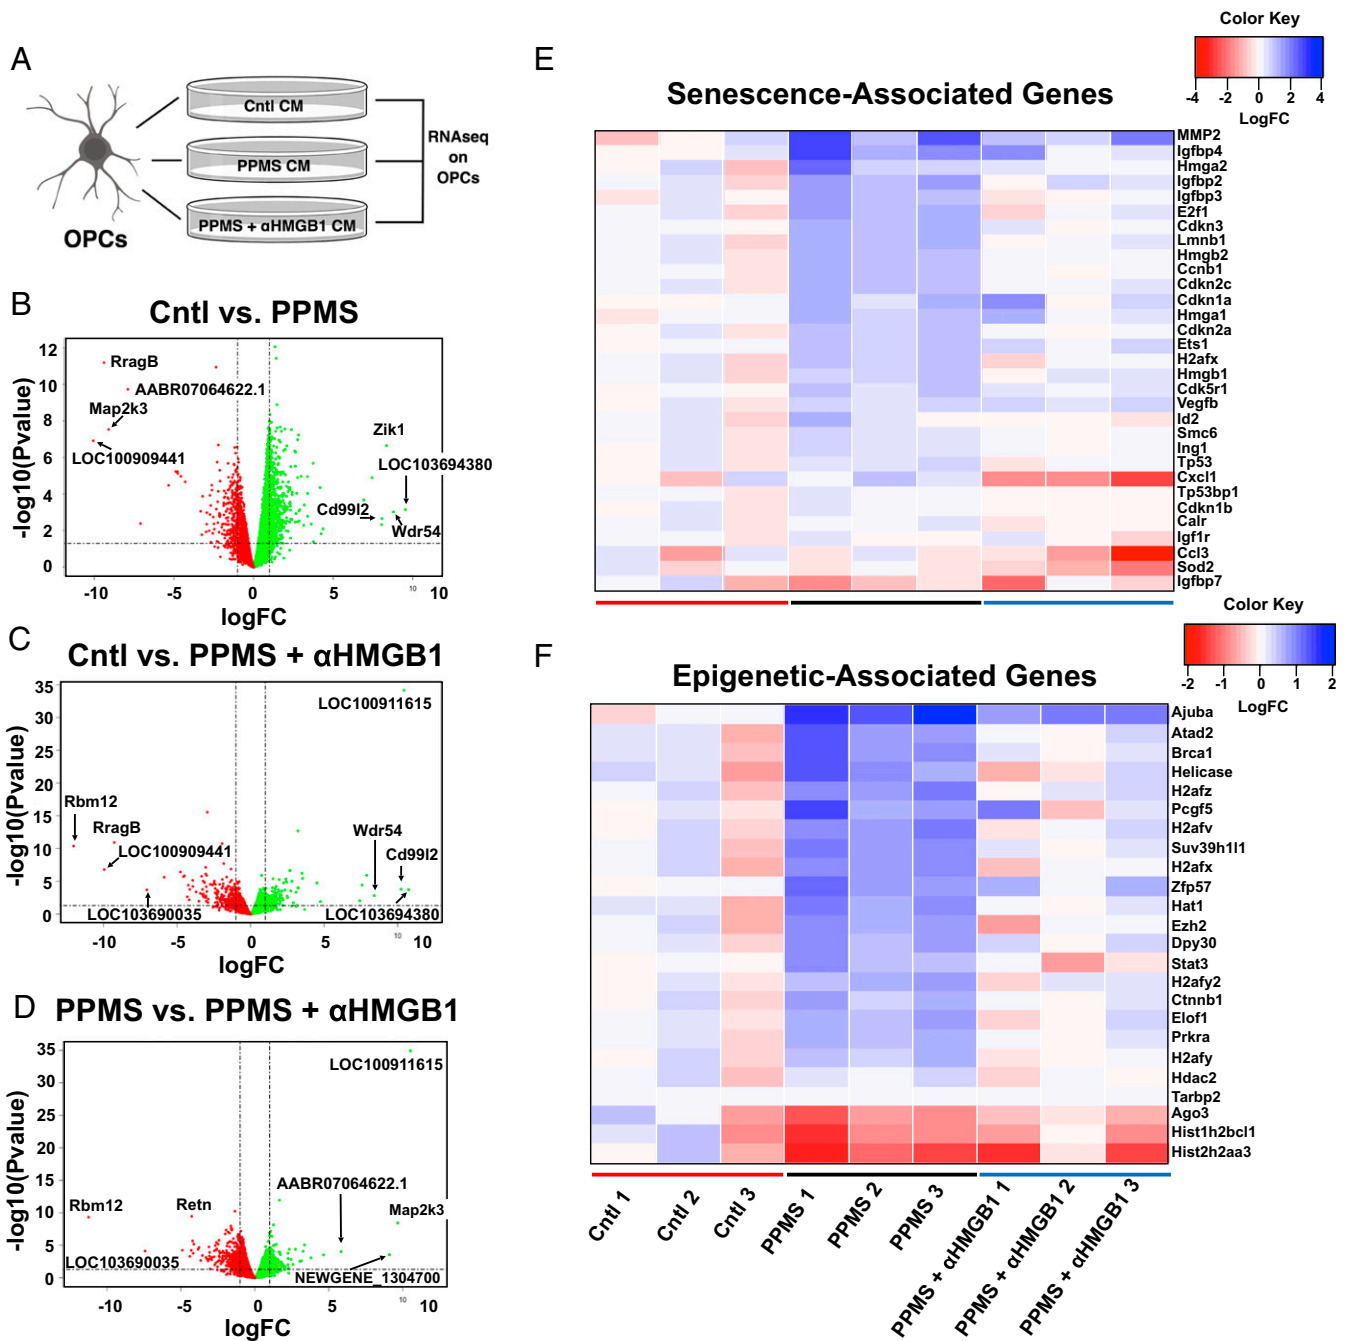 A
Cntl CM
PPMS CM
PPMS + αHMGB1 CM
OPCs
RNAseq
on
OPCs
B
Cntl vs. PPMS
-log10(Pvalue)
12
10
8
6
4
2
0
RragB
AABR07064622.1
Map2k3
LOC100909441
Zik1
LOC103694380
Cd99l2
Wdr54
-10
-5
0
5
10
10
logFC
C
Cntl vs. PPMS + αHMGB1
-log10(Pvalue)
35
30
25
20
15
10
5
0
LOC100911615
Rbm12
RragB
LOC100909441
LOC103690035
Wdr54
Cd99l2
LOC103694380
-10
-5
0
5
10
10
logFC
D
PPMS vs. PPMS + αHMGB1
-log10(Pvalue)
35
30
25
20
15
10
5
0
LOC100911615
Rbm12
Retn
AABR07064622.1
Map2k3
LOC103690035
NEWGENE_1304700
-10
-5
0
5
10
10
logFC
E
Senescence-Associated Genes
Color Key
-4 -2 0 2 4
LogFC
MMP2
Igfbp4
Hmga2
Igfbp2
Igfbp3
E2f1
Cdkn3
Lmnb1
Hmgb2
Ccnb1
Cdkn2c
Cdkn1a
Hmga1
Cdkn2a
Ets1
H2afx
Hmgb1
Cdk5r1
Vegfb
Id2
Smc6
Ing1
Tp53
Cxcl1
Tp53bp1
Cdkn1b
Calr
Igf1r
Ccl3
Sod2
Igfbp7
F
Epigenetic-Associated Genes
Color Key
-2 -1 0 1 2
LogFC
Ajuba
Atad2
Brca1
Helicase
H2afz
Pcgf5
H2afv
Suv39h1l1
H2afx
Zfp57
Hat1
Ezh2
Dpy30
Stat3
H2afy2
Ctnnb1
Elof1
Prkra
H2afy
Hdac2
Tarbp2
Ago3
Hist1h2bcl1
Hist2h2aa3
Cntl 1
Cntl 2
Cntl 3
PPMS 1
PPMS 2
PPMS 3
PPMS + αHMGB1 1
PPMS + αHMGB1 2
PPMS + αHMGB1 3